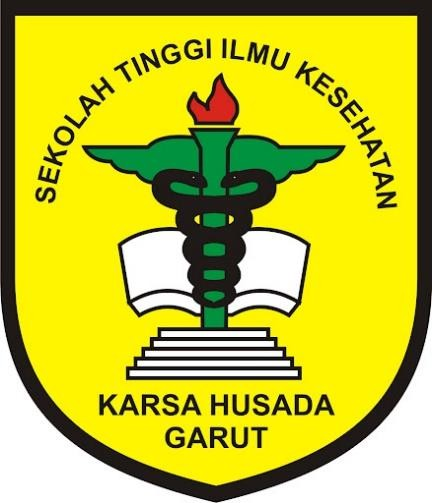 SEKOLAH TINGGI ILMU KESEHATAN
KARSA HUSADA
GARUT